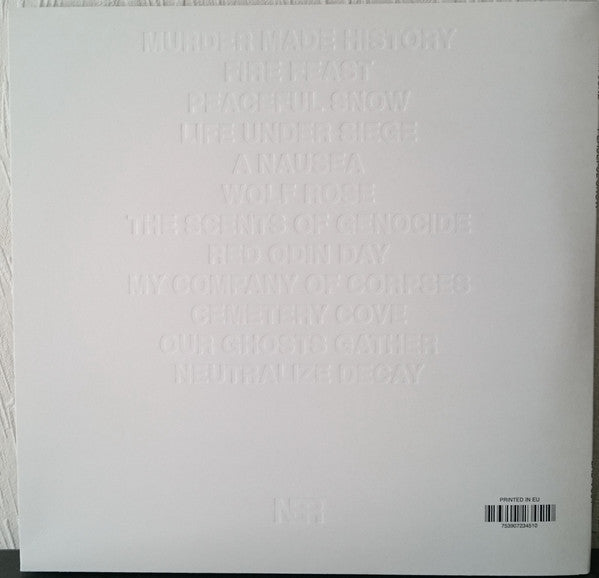 MURDER MADE HISTORY
FIRE FEAST
PEACEFUL SNOW
LIFE UNDER SIEGE
A NAUSEA
WOLF ROSE
THE SCENTS OF GENOCIDE
RED ODIN DAY
MY COMPANY OF CORPSES
CEMETERY COVE
OUR GHOSTS GATHER
NEUTRALIZE DECAY
PRINTED IN EU
753907234510